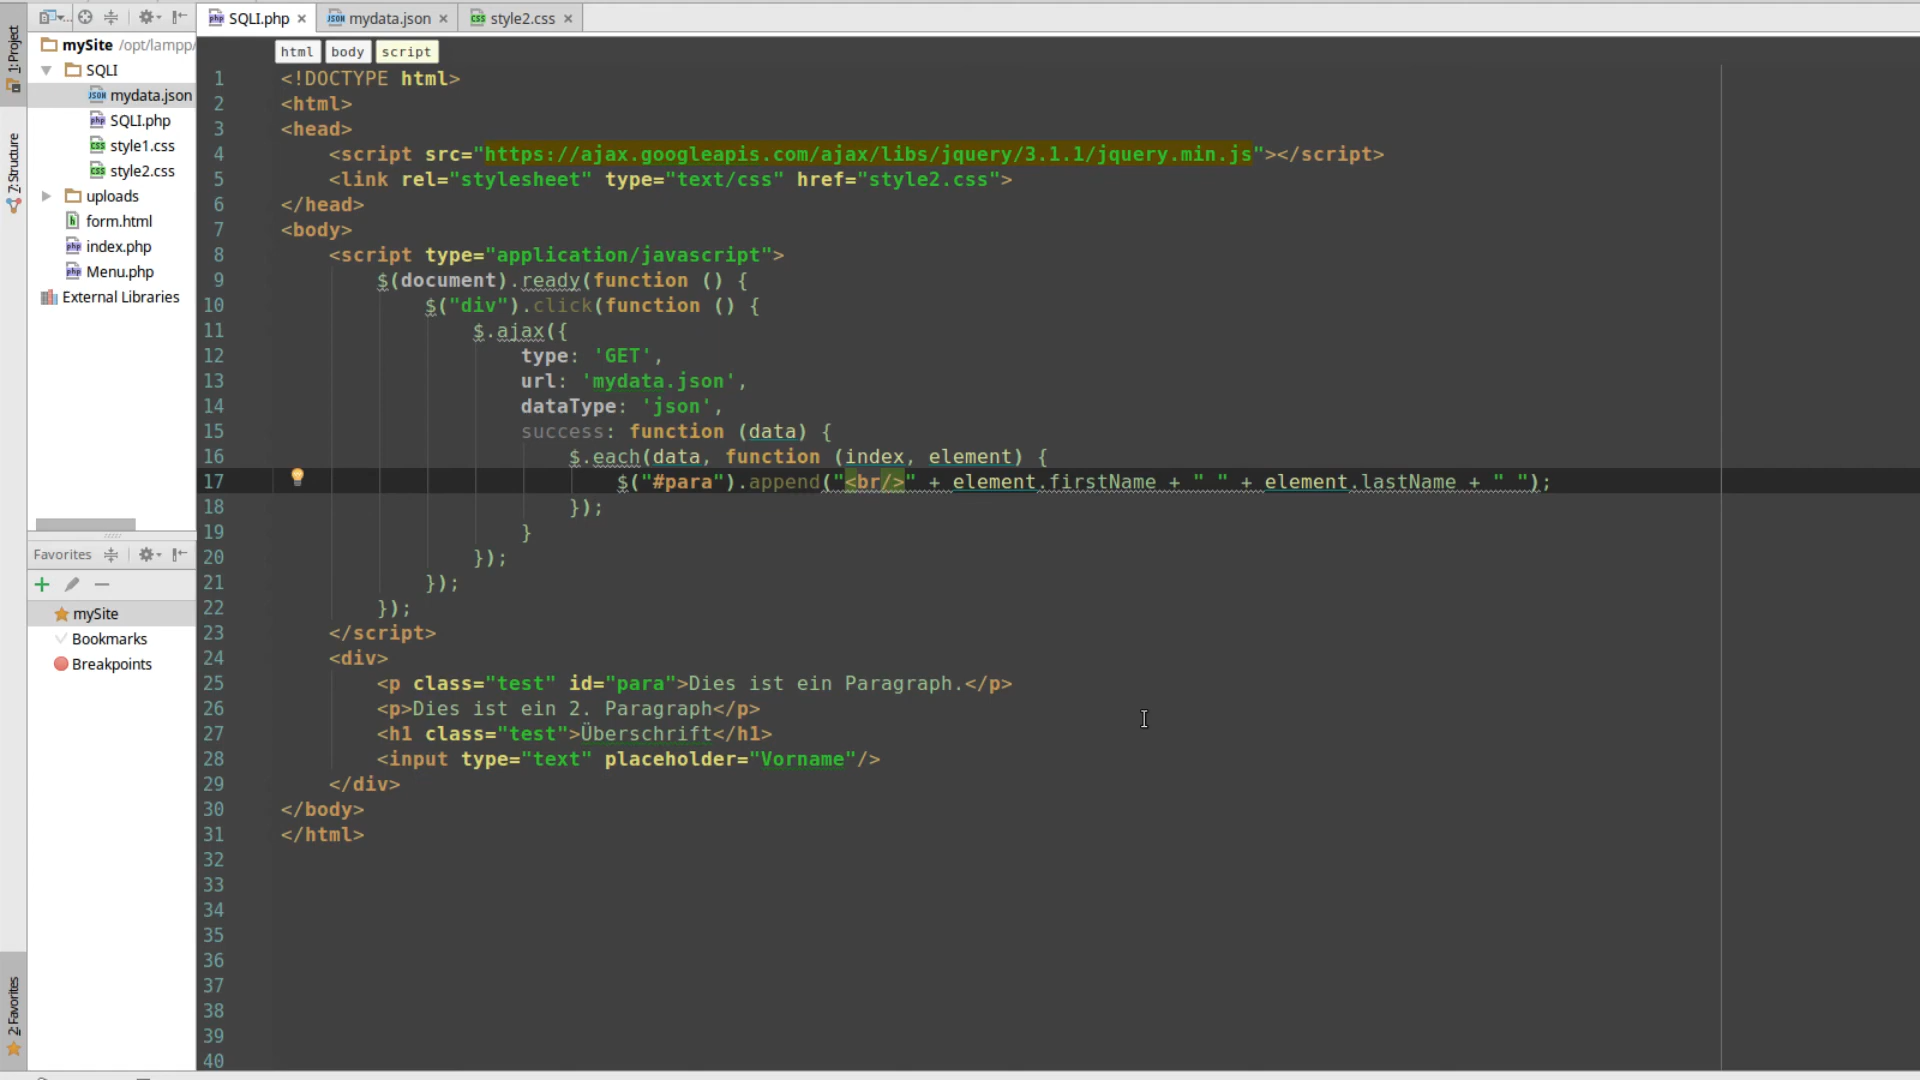 SQLI.php
mydata.json
style2.css
1: Project
7: Structure
2: Favorites
mySite /opt/lampp/
SQLI
mydata.json
SQLI.php
style1.css
style2.css
uploads
form.html
index.php
Menu.php
External Libraries
Favorites
mySite
Bookmarks
Breakpoints
html body script
1 <!DOCTYPE html>
2 <html>
3 <head>
4 <script src="https://ajax.googleapis.com/ajax/libs/jquery/3.1.1/jquery.min.js"></script>
5 <link rel="stylesheet" type="text/css" href="style2.css">
6 </head>
7 <body>
8 <script type="application/javascript">
9 $(document).ready(function () {
10 $("div").click(function () {
11 $.ajax({
12 type: 'GET',
13 url: 'mydata.json',
14 dataType: 'json',
15 success: function (data) {
16 $.each(data, function (index, element) {
17 $("#para").append("<br/>" + element.firstName + " " + element.lastName + " ");
18 });
19 }
20 });
21 });
22 });
23 </script>
24 <div>
25 <p class="test" id="para">Dies ist ein Paragraph.</p>
26 <p>Dies ist ein 2. Paragraph</p>
27 <h1 class="test">Überschrift</h1>
28 <input type="text" placeholder="Vorname"/>
29 </div>
30 </body>
31 </html>
32
33
34
35
36
37
38
39
40